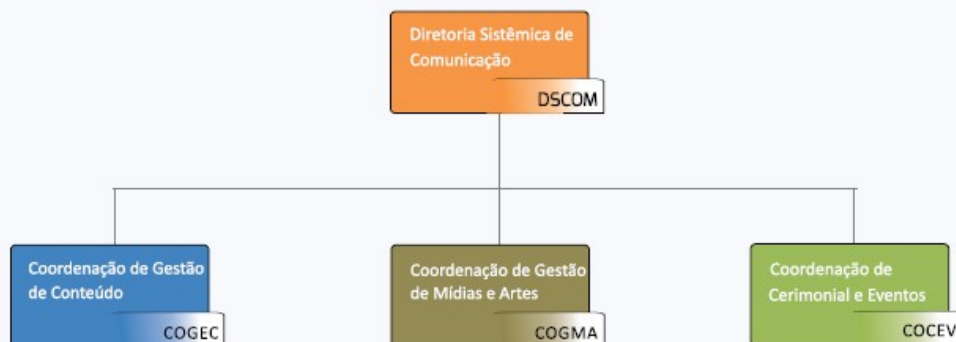 Diretoria Sistêmica de
Comunicação
DSCOM
Coordenação de Gestão
de Conteúdo
COGEC
Coordenação de Gestão
de Mídias e Artes
COGMA
Coordenação de
Cerimonial e Eventos
COCEV